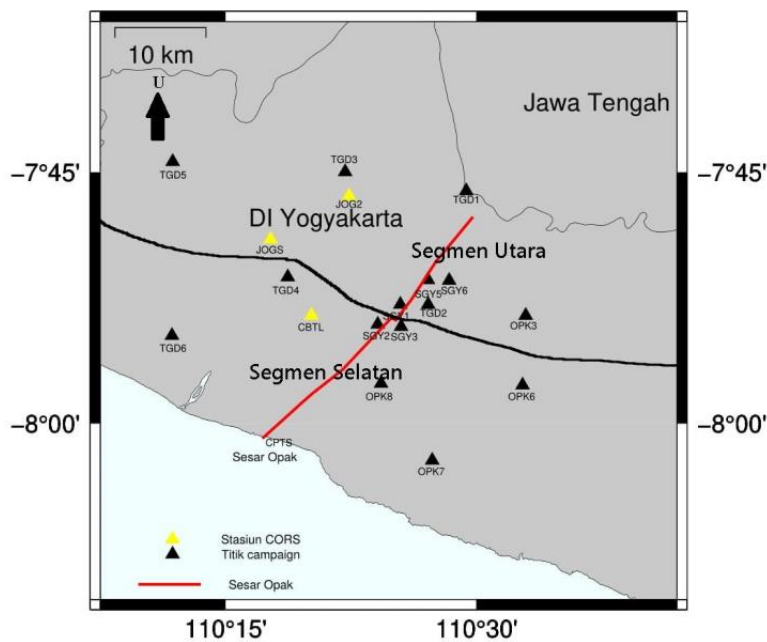 10 km
U
Jawa Tengah
-7°45'
-7°45'
TGD5
TGD3
JOG2
TGD1
DI Yogyakarta
JOGS
Segmen Utara
TGD4
SGY5
SGY6
TGD2
CBTL
SGY2
SGY3
OPK3
TGD6
Segmen Selatan
OPK8
OPK6
-8°00'
-8°00'
CPTS
Sesar Opak
OPK7
Stasiun CORS
Titik campaign
Sesar Opak
110°15'
110°30'